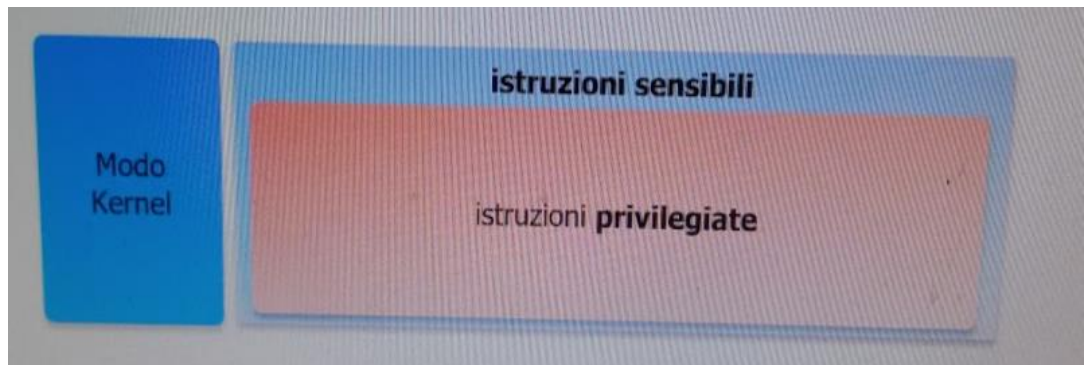 Modo
Kernel
istruzioni sensibili
istruzioni privilegiate